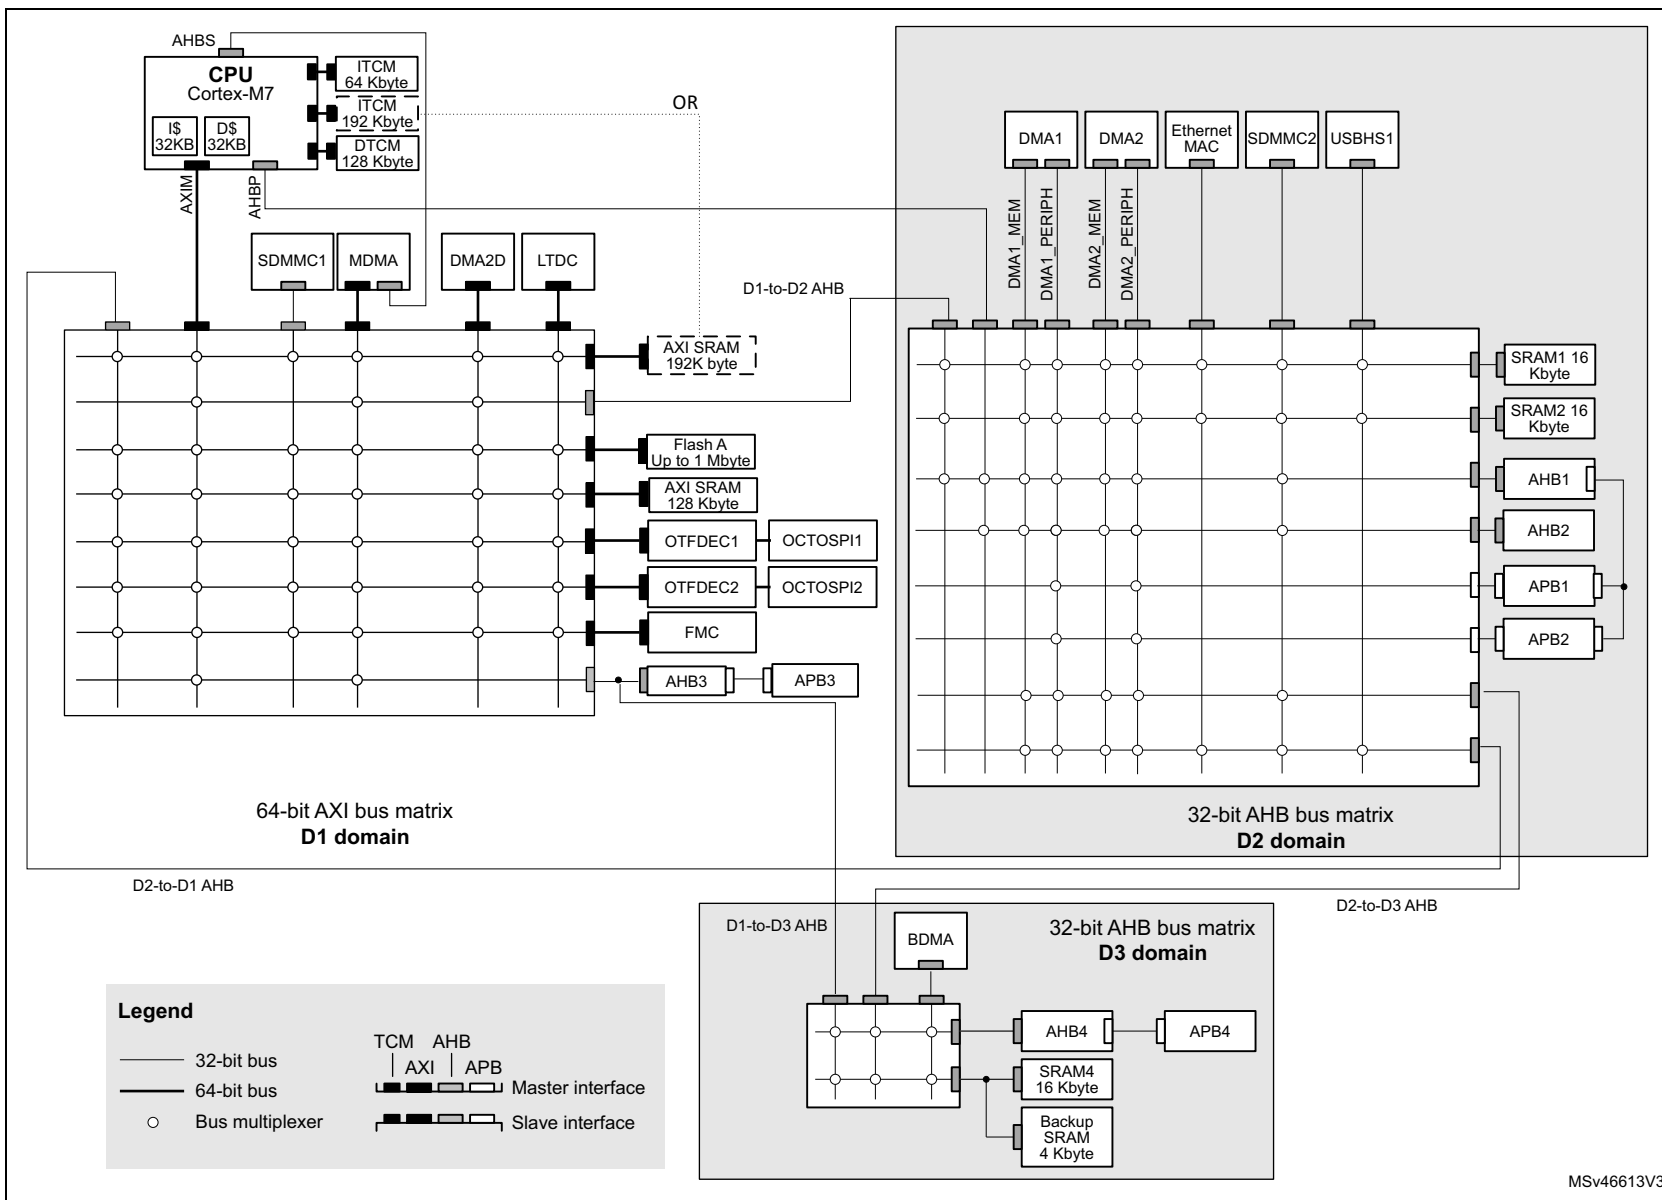 AHBS
CPU
Cortex-M7
I$
32KB
D$
32KB
ITCM
64 Kbyte
ITCM
192 Kbyte
DTCM
128 Kbyte
OR
AXIM
AHBP
SDMMC1
MDMA
DMA2D
LTDC
D1-to-D2 AHB
AXI SRAM
192K byte
Flash A
Up to 1 Mbyte
AXI SRAM
128 Kbyte
OTFDEC1
OCTOSPI1
OTFDEC2
OCTOSPI2
FMC
AHB3
APB3
64-bit AXI bus matrix
D1 domain
DMA1
DMA2
Ethernet
MAC
SDMMC2
USBHS1
DMA1_MEM
DMA1_PERIPH
DMA2_MEM
DMA2_PERIPH
SRAM1 16
Kbyte
SRAM2 16
Kbyte
AHB1
AHB2
APB1
APB2
32-bit AHB bus matrix
D2 domain
D2-to-D1 AHB
D2-to-D3 AHB
D1-to-D3 AHB
BDMA
32-bit AHB bus matrix
D3 domain
AHB4
APB4
SRAM4
16 Kbyte
Backup
SRAM
4 Kbyte
Legend
32-bit bus
64-bit bus
Bus multiplexer
TCM
AHB
AXI
APB
Master interface
Slave interface
MSv46613V3